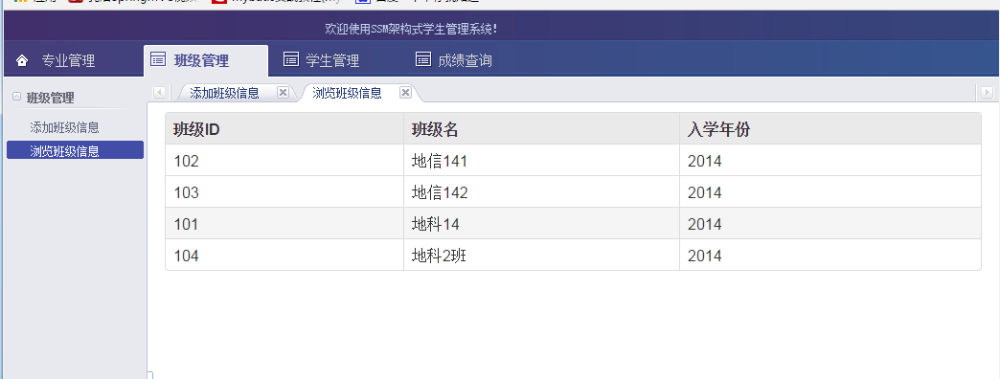 欢迎使用SSM架构式学生管理系统!
专业管理 班级管理 学生管理 成绩查询
班级管理 添加班级信息 浏览班级信息
添加班级信息
浏览班级信息
班级ID 班级名 入学年份
102 地信141 2014
103 地信142 2014
101 地科14 2014
104 地科2班 2014